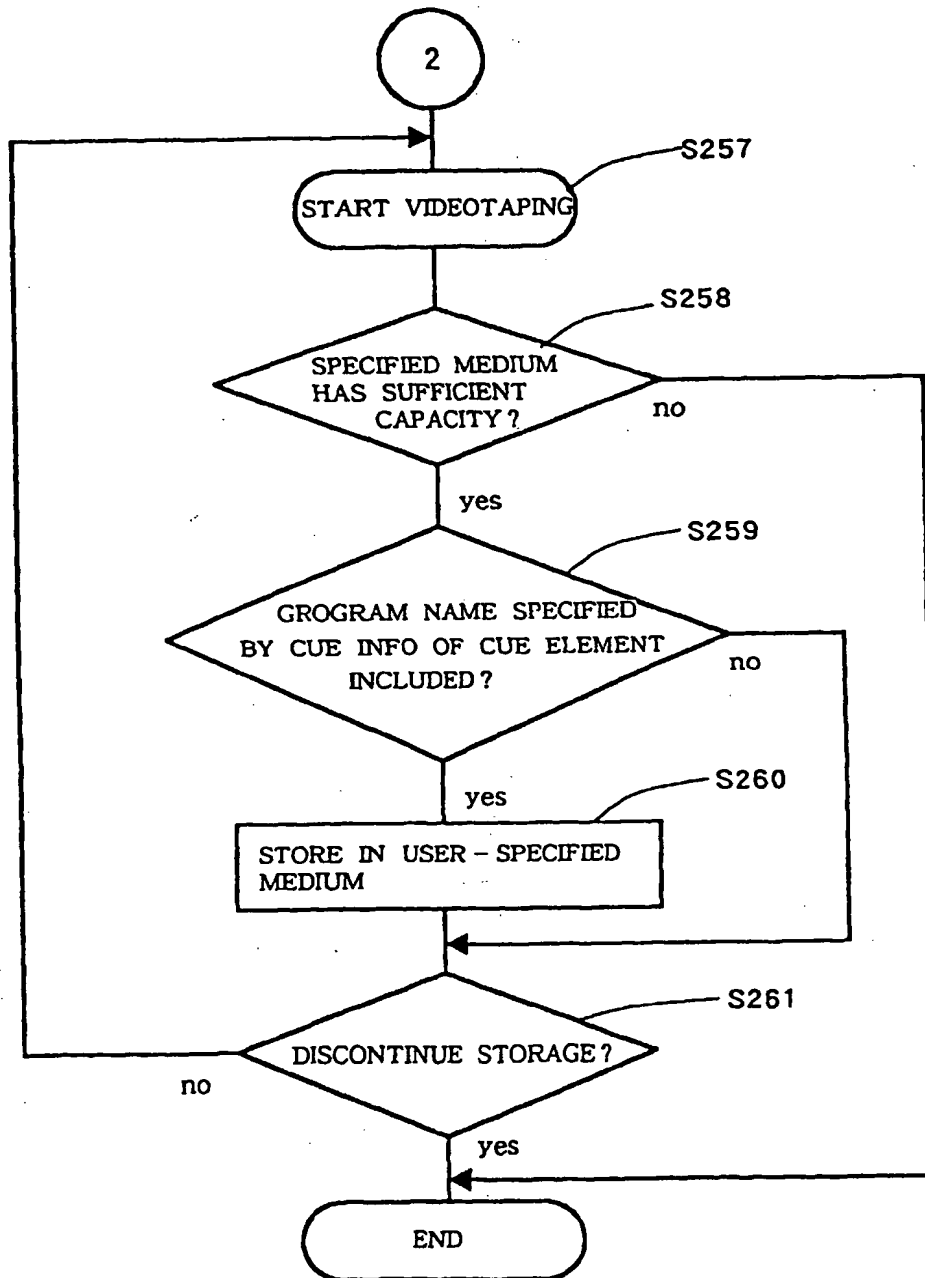 2
S257
START VIDEOTAPING
S258
SPECIFIED MEDIUM
HAS SUFFICIENT
CAPACITY?
no
yes
S259
GROGRAM NAME SPECIFIED
BY CUE INFO OF CUE ELEMENT
INCLUDED?
no
yes
S260
STORE IN USER-SPECIFIED
MEDIUM
S261
DISCONTINUE STORAGE?
no
yes
END